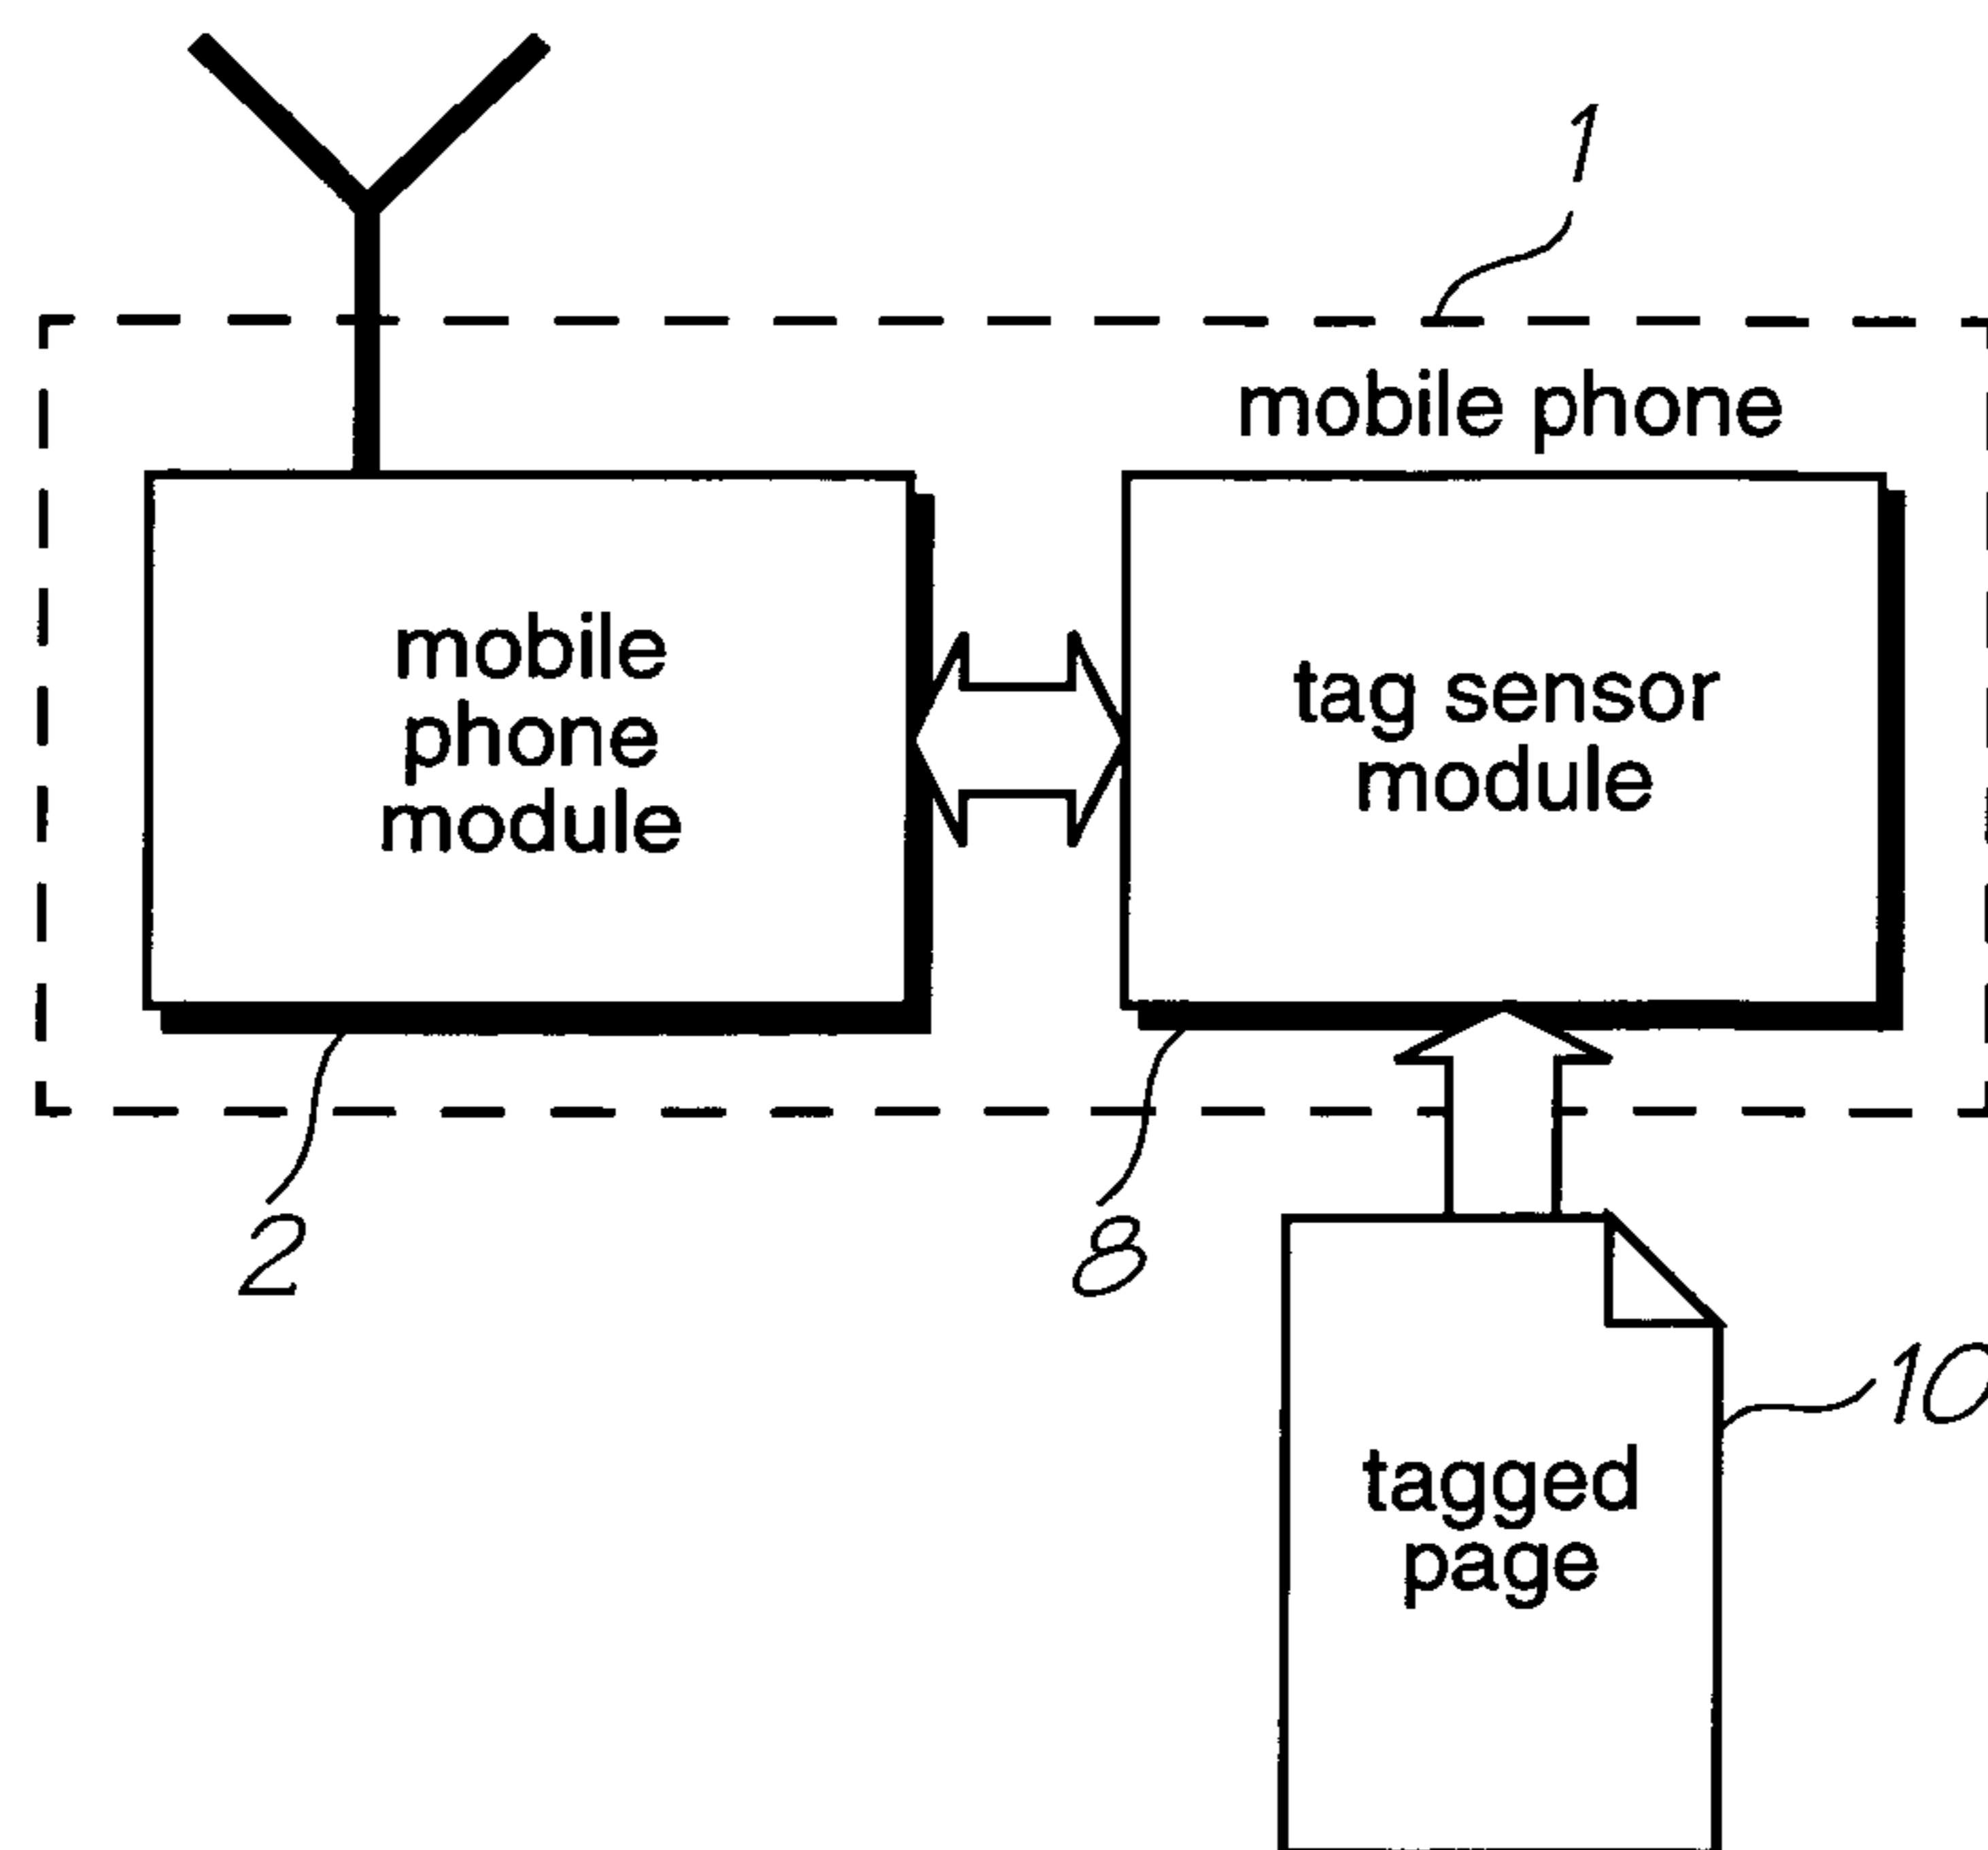 1
mobile phone
mobile
phone
module
tag sensor
module
2
8
10
tagged
page